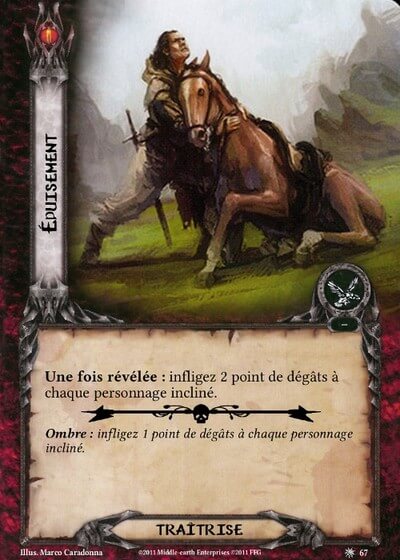 ÉPUISEMENT
Une fois révélée : infligez 2 point de dégâts à
chaque personnage incliné.
Ombre : infligez 1 point de dégâts à chaque personnage
incliné.
TRAÎTRISE
Illus. Marco Caradonna ©2011 Middle-earth Enterprises ©2011 FFG 67